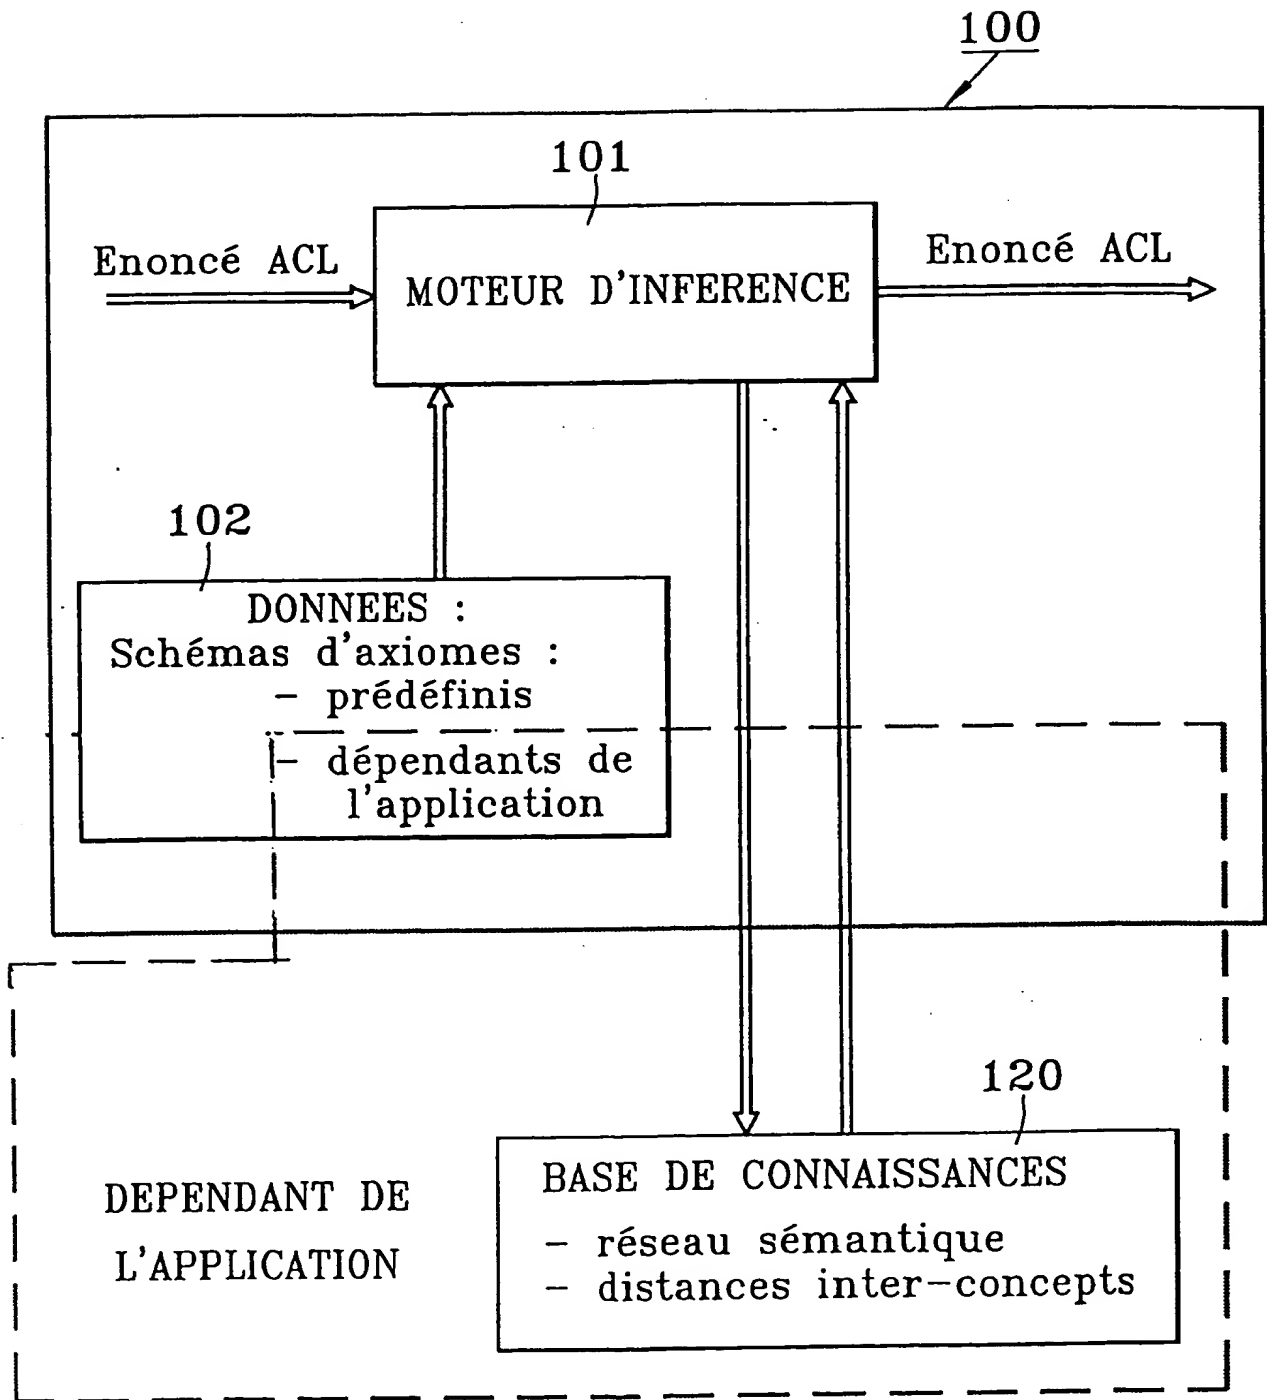 100
101
Enoncé ACL
MOTEUR D'INFERENCE
Enoncé ACL
102
DONNEES :
Schémas d'axiomes :
- prédéfinis
- dépendants de
l'application
120
DEPENDANT DE
L'APPLICATION
BASE DE CONNAISSANCES
- réseau sémantique
- distances inter-concepts